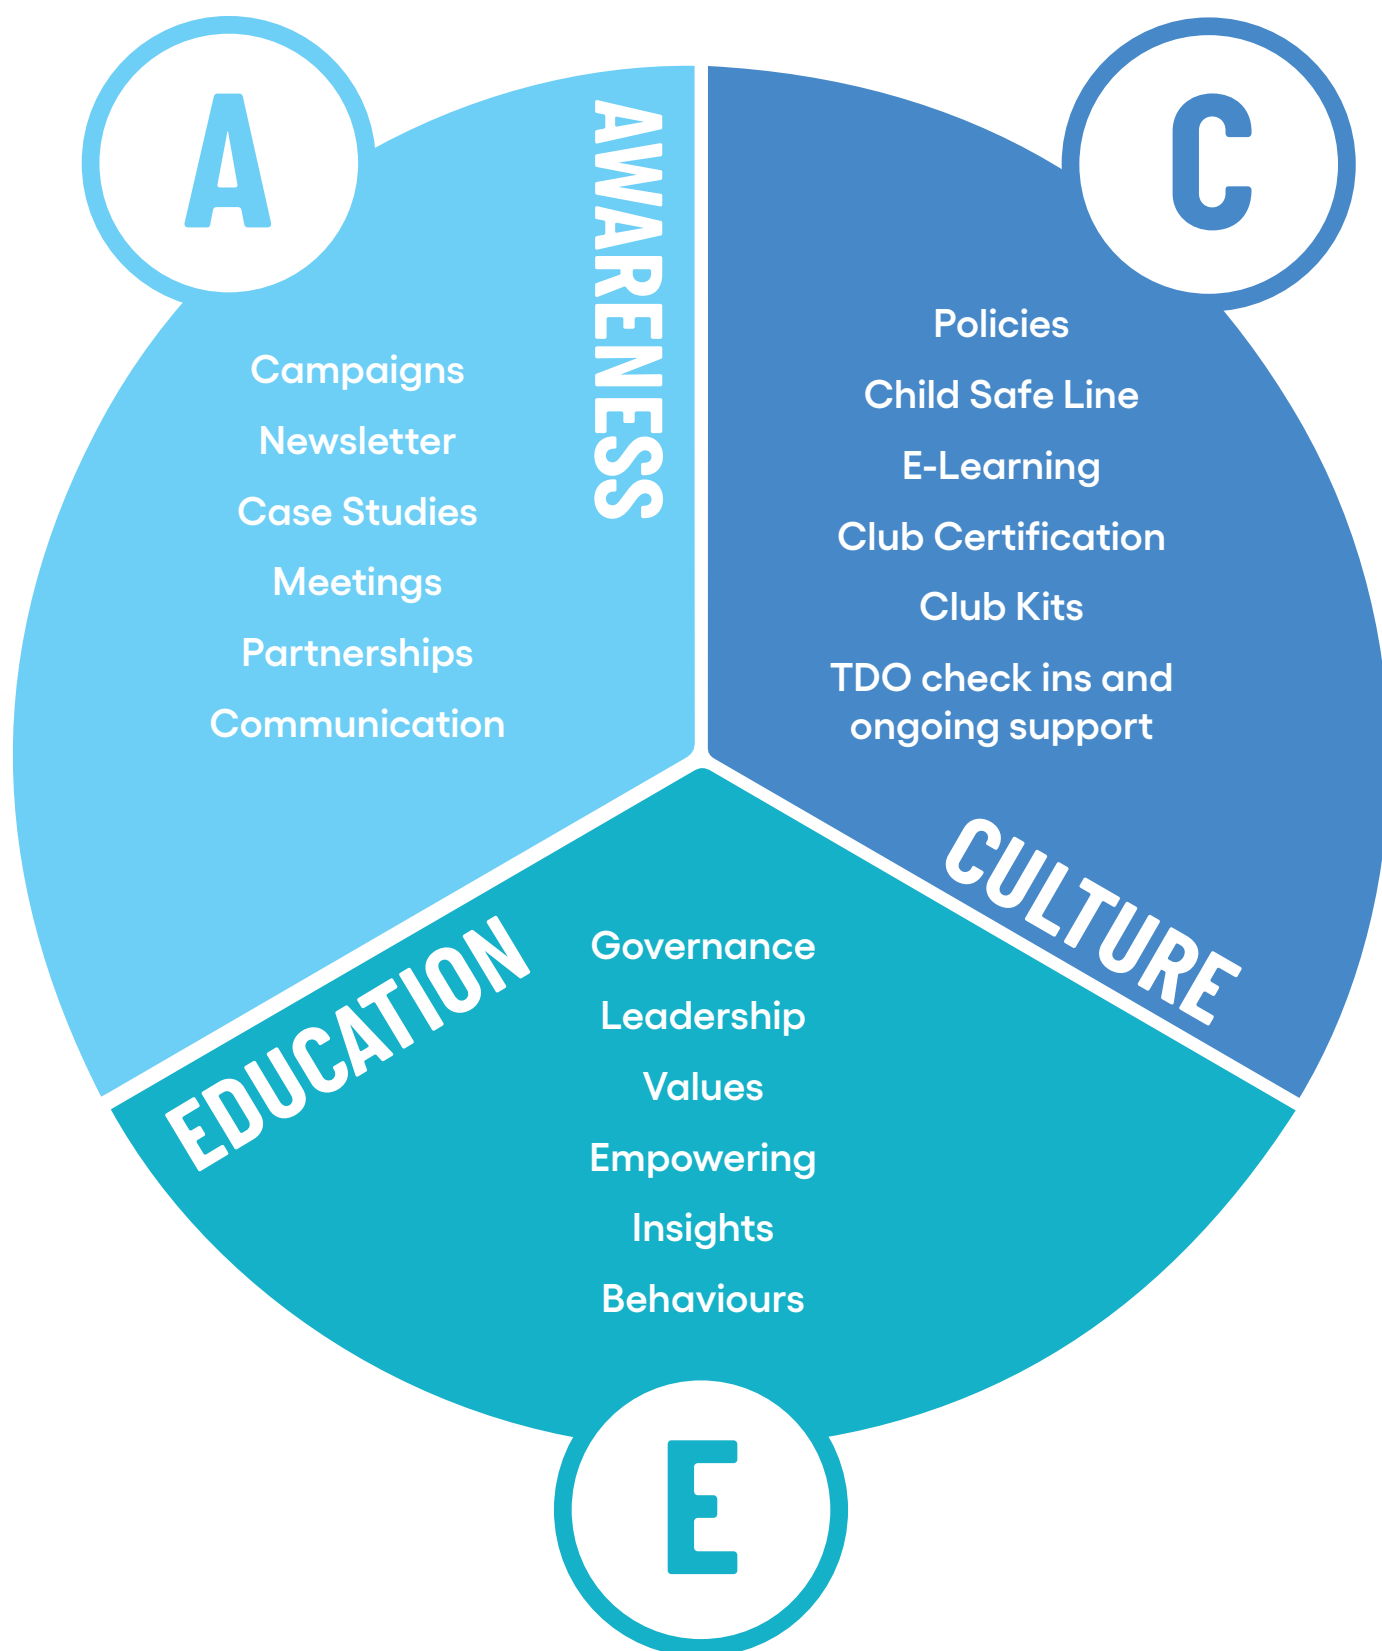 A
AWARENESS
Campaigns
Newsletter
Case Studies
Meetings
Partnerships
Communication
C
Policies
Child Safe Line
E-Learning
Club Certification
Club Kits
TDO check ins and
ongoing support
CULTURE
EDUCATION
Governance
Leadership
Values
Empowering
Insights
Behaviours
E